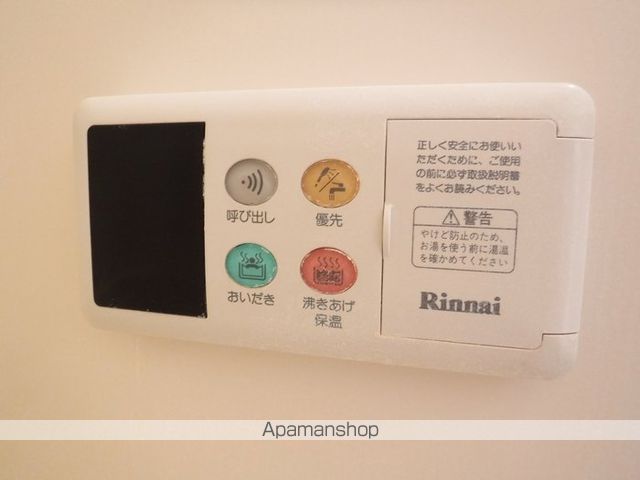 呼び出し
優先
おいだき
沸きあげ
保温
正しく安全にお使いい
ただくために、ご使用
の前に必ず取扱説明書
をよくお読みください。
⚠警告
やけど防止のため、
お湯を使う前に湯温
を確かめてください
Rinnai
Apamanshop